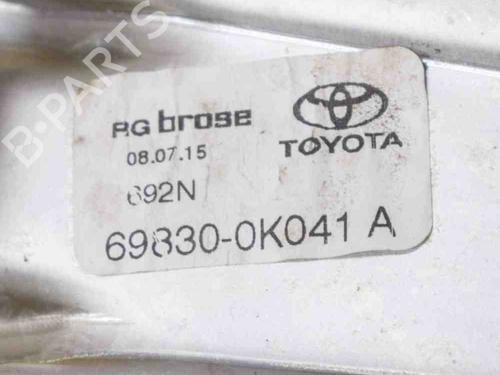 B-PARTS
RG brose
08.07.15
TOYOTA
692N
69830-0K041 A